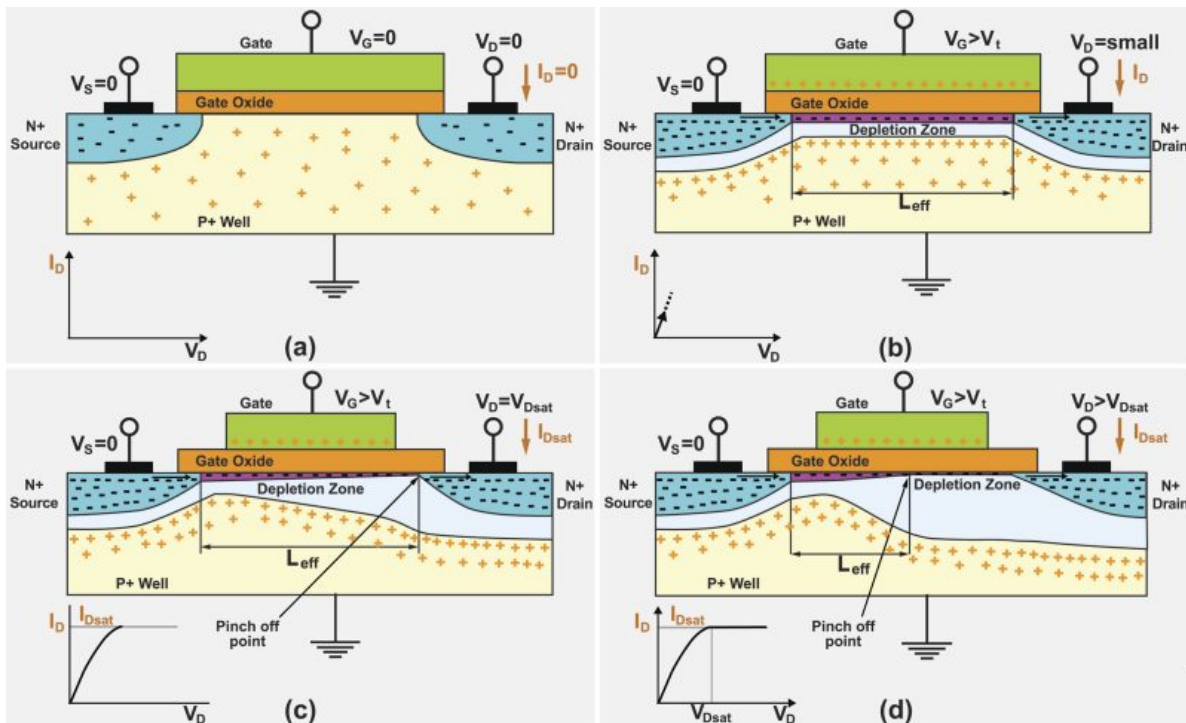 Gate
V_G=0
V_D=0
V_S=0
I_D=0
Gate Oxide
N+
Source
N+
Drain
P+ Well
I_D
V_D
(a)
Gate
V_G>V_t
V_D=small
V_S=0
I_D
Gate Oxide
N+
Source
Depletion Zone
N+
Drain
L_eff
P+ Well
I_D
V_D
(b)
Gate
V_G>V_t
V_D=V_Dsat
V_S=0
I_Dsat
Gate Oxide
N+
Source
Depletion Zone
N+
Drain
L_eff
P+ Well
I_D
I_Dsat
Pinch off
point
V_D
(c)
Gate
V_G>V_t
V_D>V_Dsat
V_S=0
I_Dsat
Gate Oxide
N+
Source
Depletion Zone
N+
Drain
L_eff
P+ Well
I_D
I_Dsat
Pinch off
point
V_Dsat
V_D
(d)